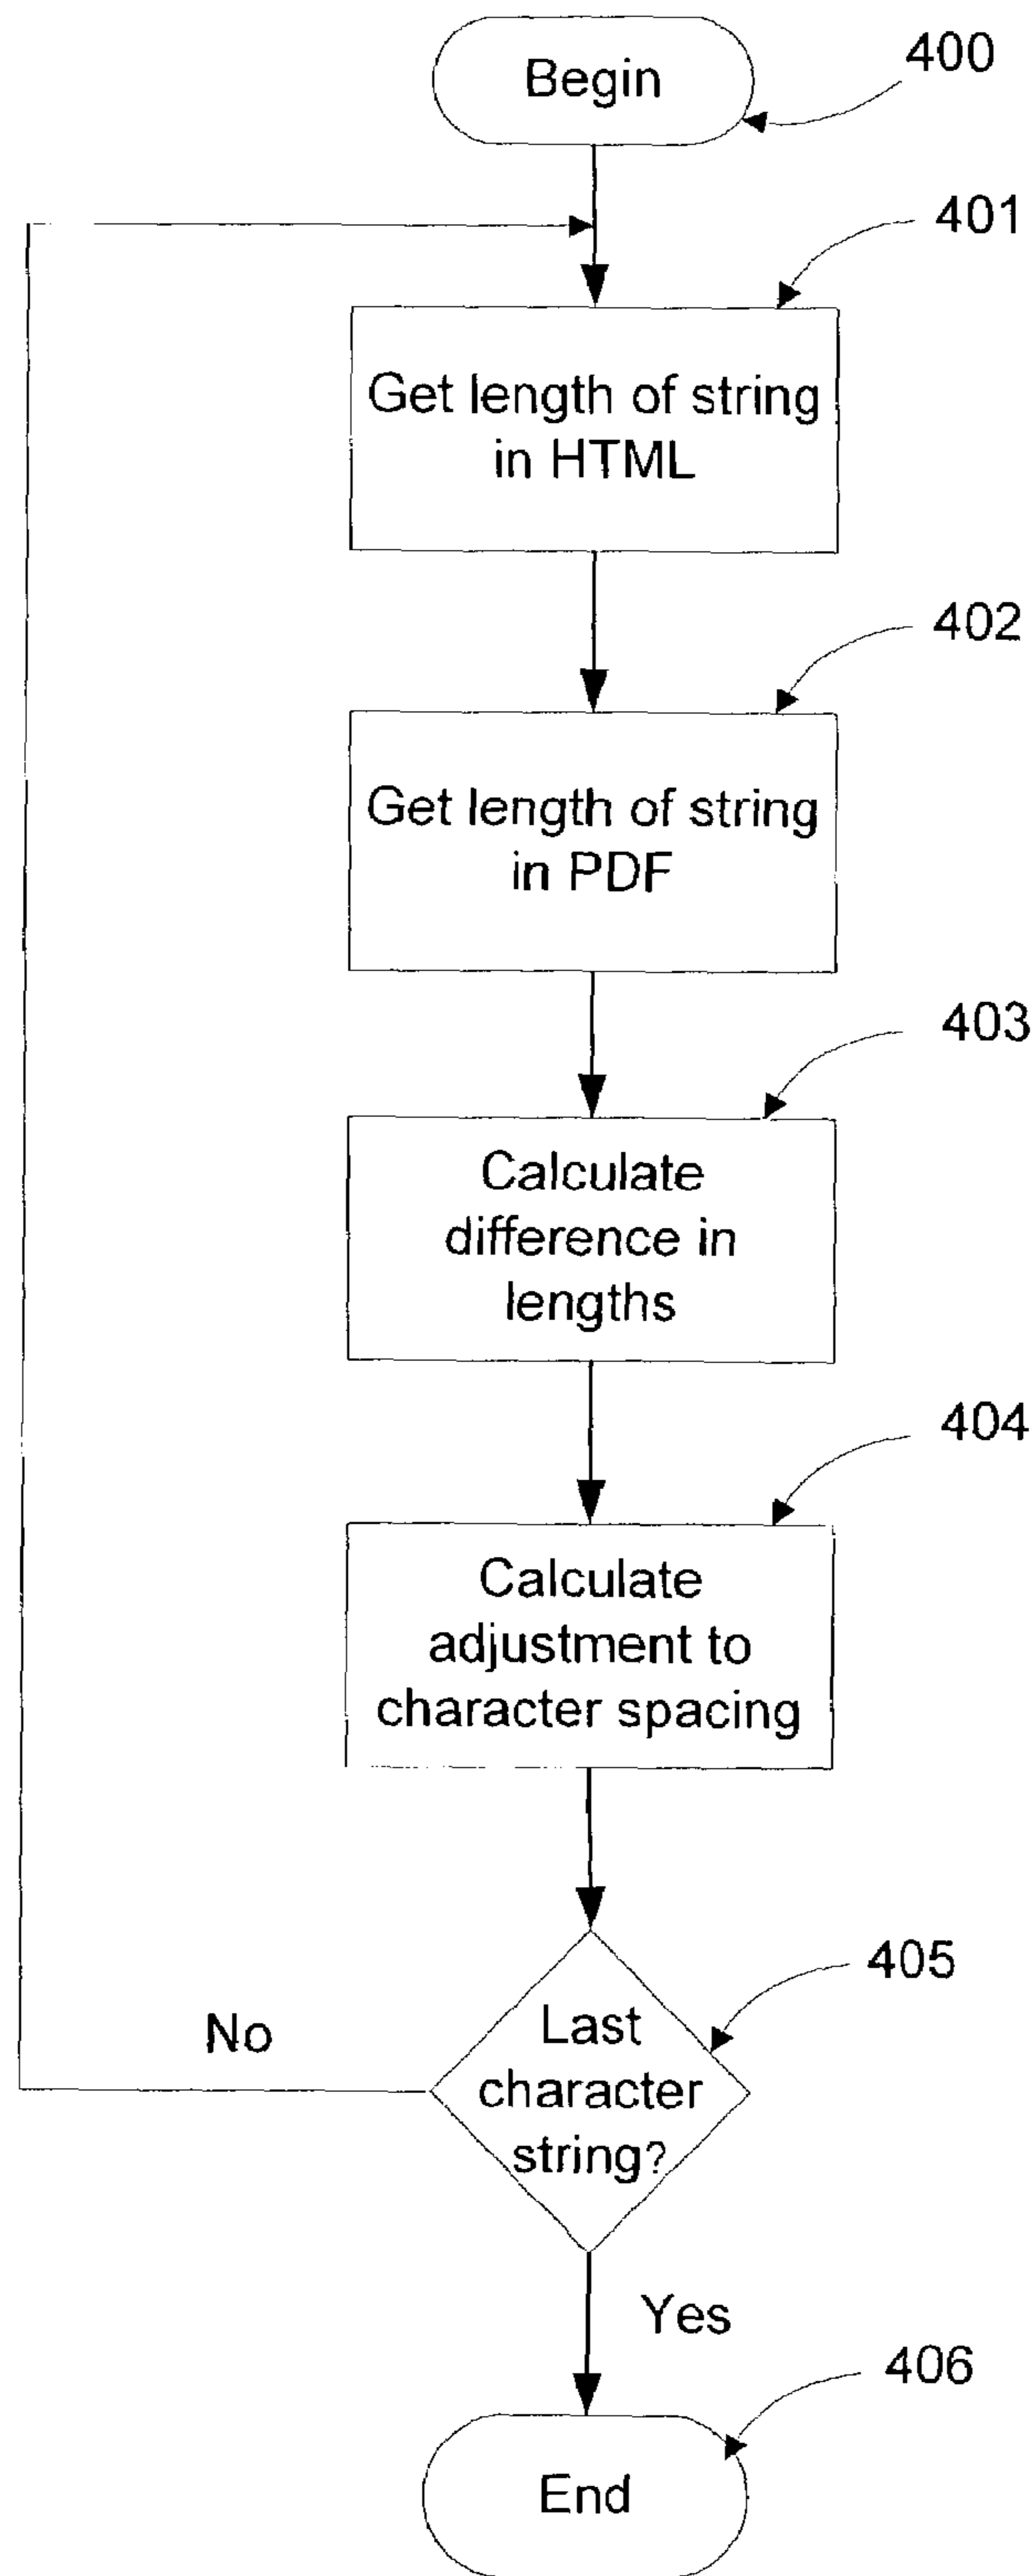 Begin
400
401
Get length of string
in HTML
402
Get length of string
in PDF
403
Calculate
difference in
lengths
404
Calculate
adjustment to
character spacing
405
Last
character
string?
No
Yes
406
End